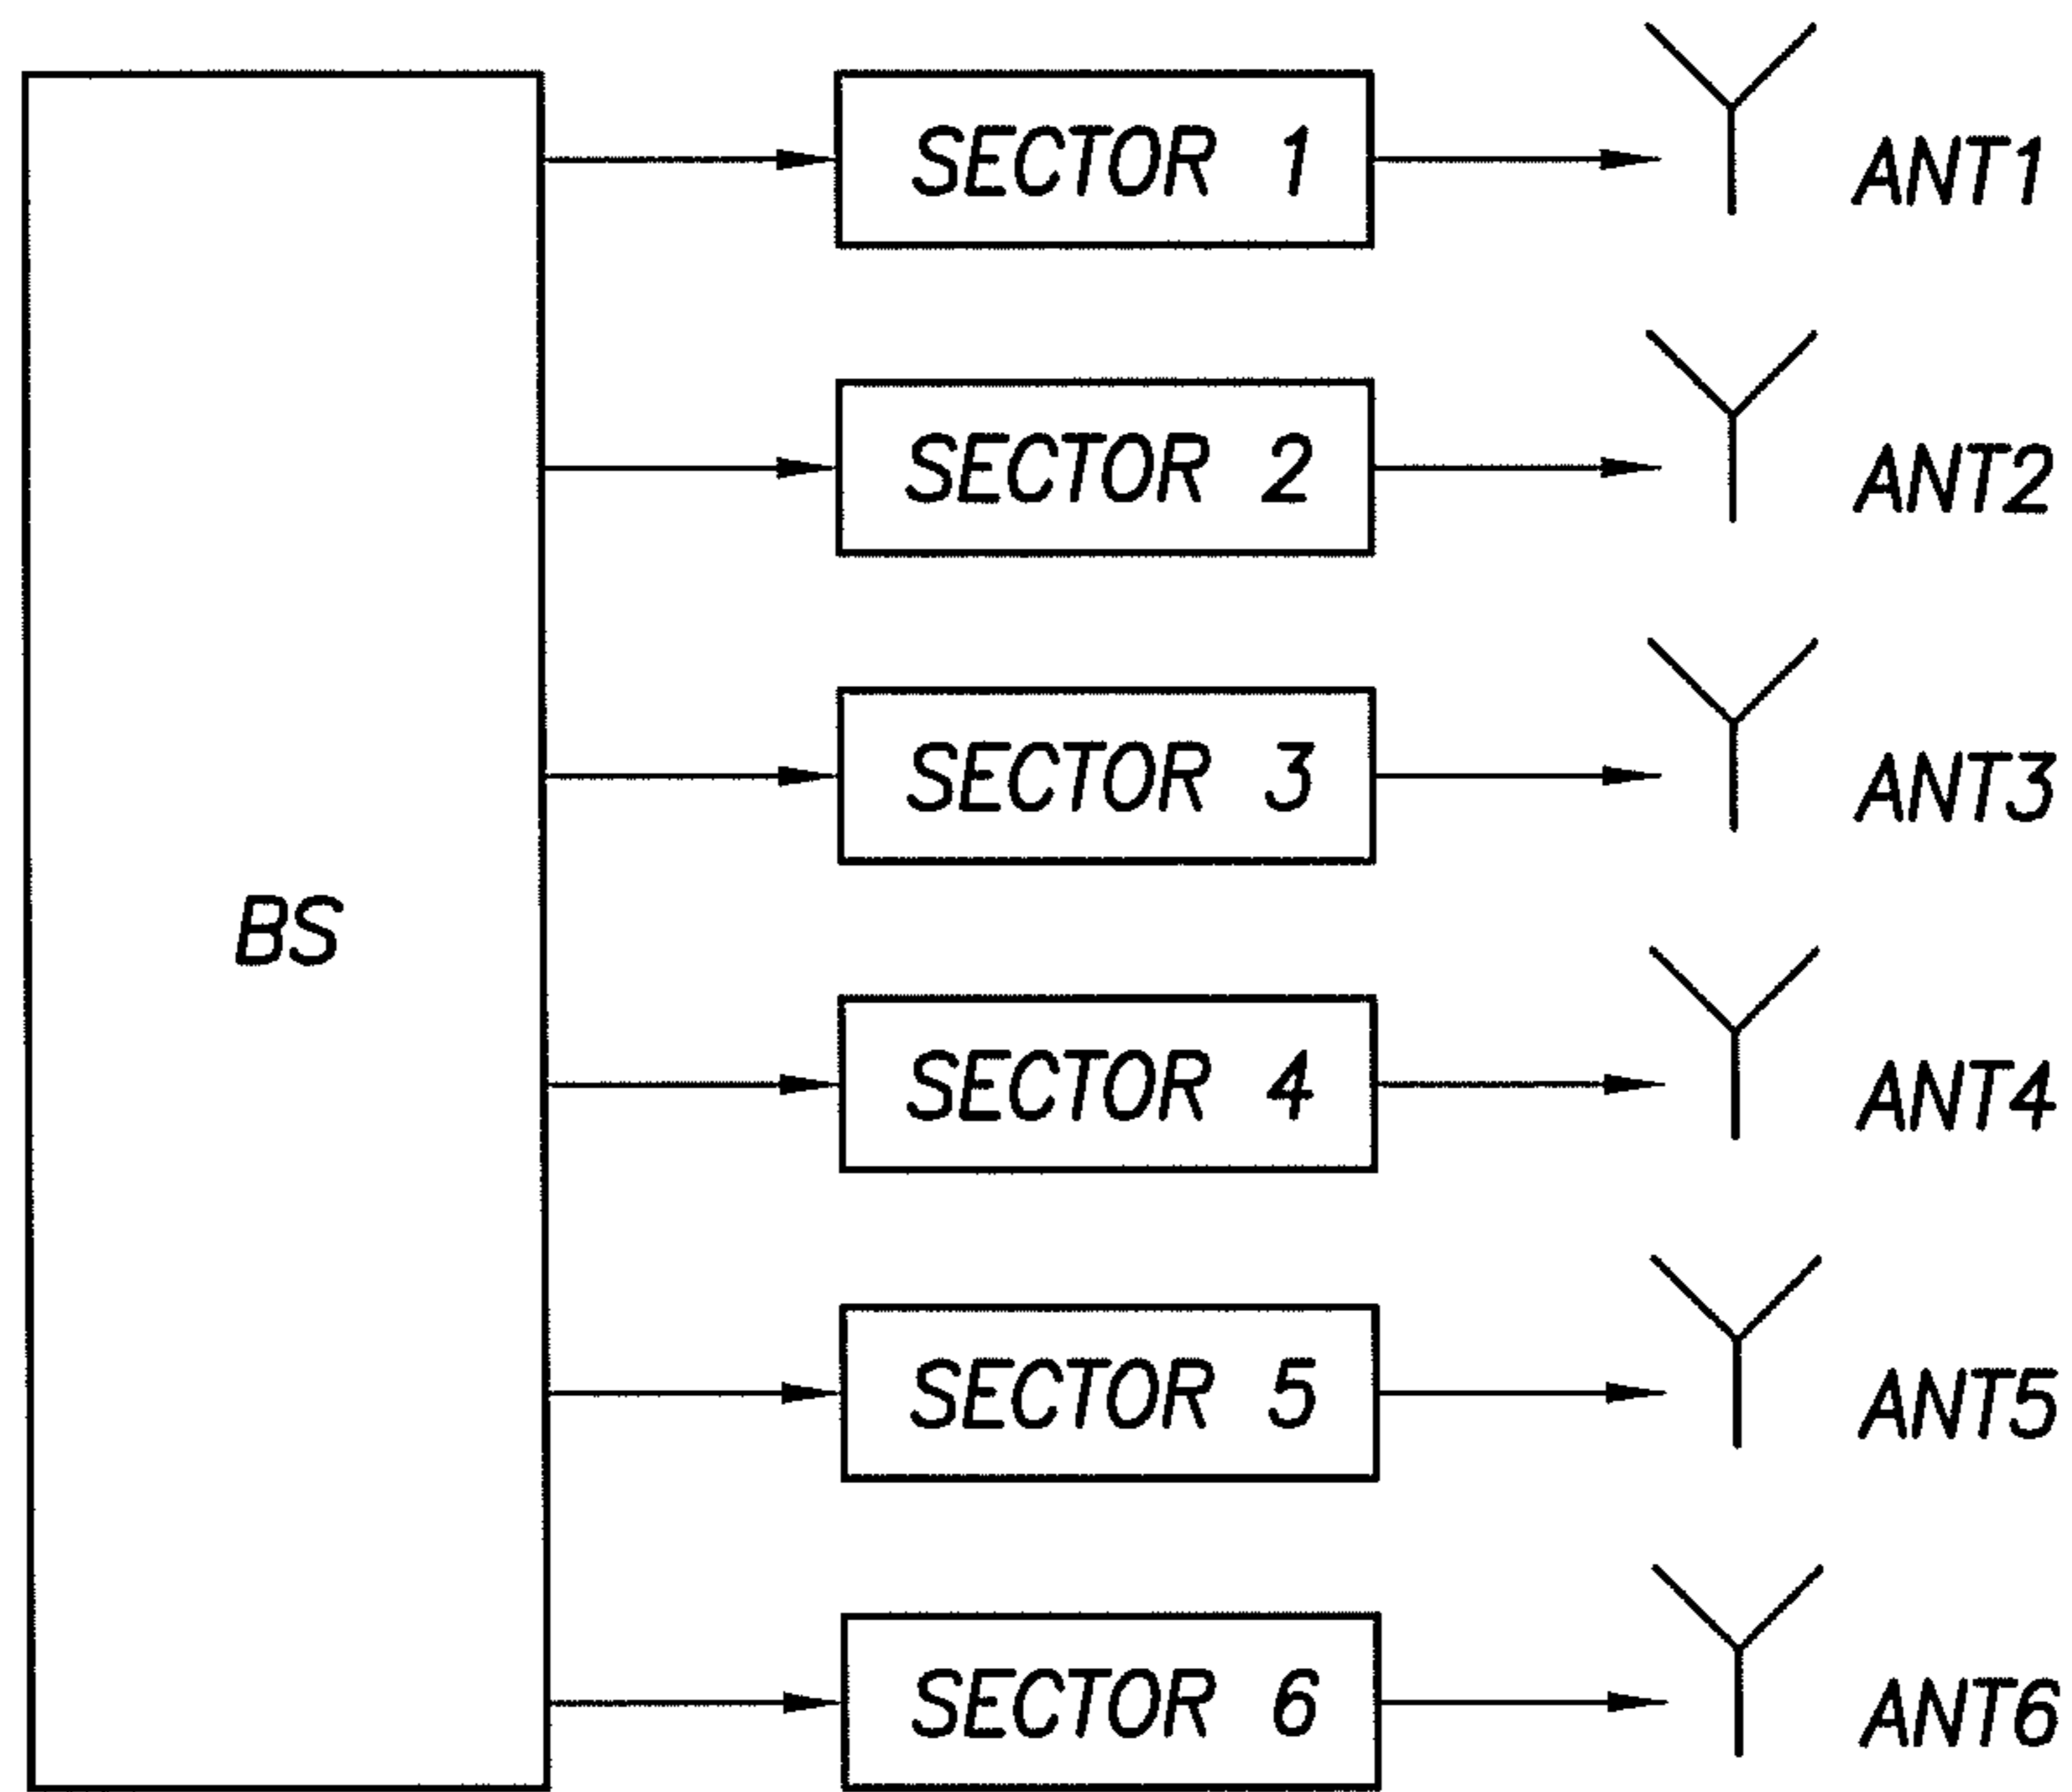 SECTOR 1 ANT1
SECTOR 2 ANT2
SECTOR 3 ANT3
BS
SECTOR 4 ANT4
SECTOR 5 ANT5
SECTOR 6 ANT6